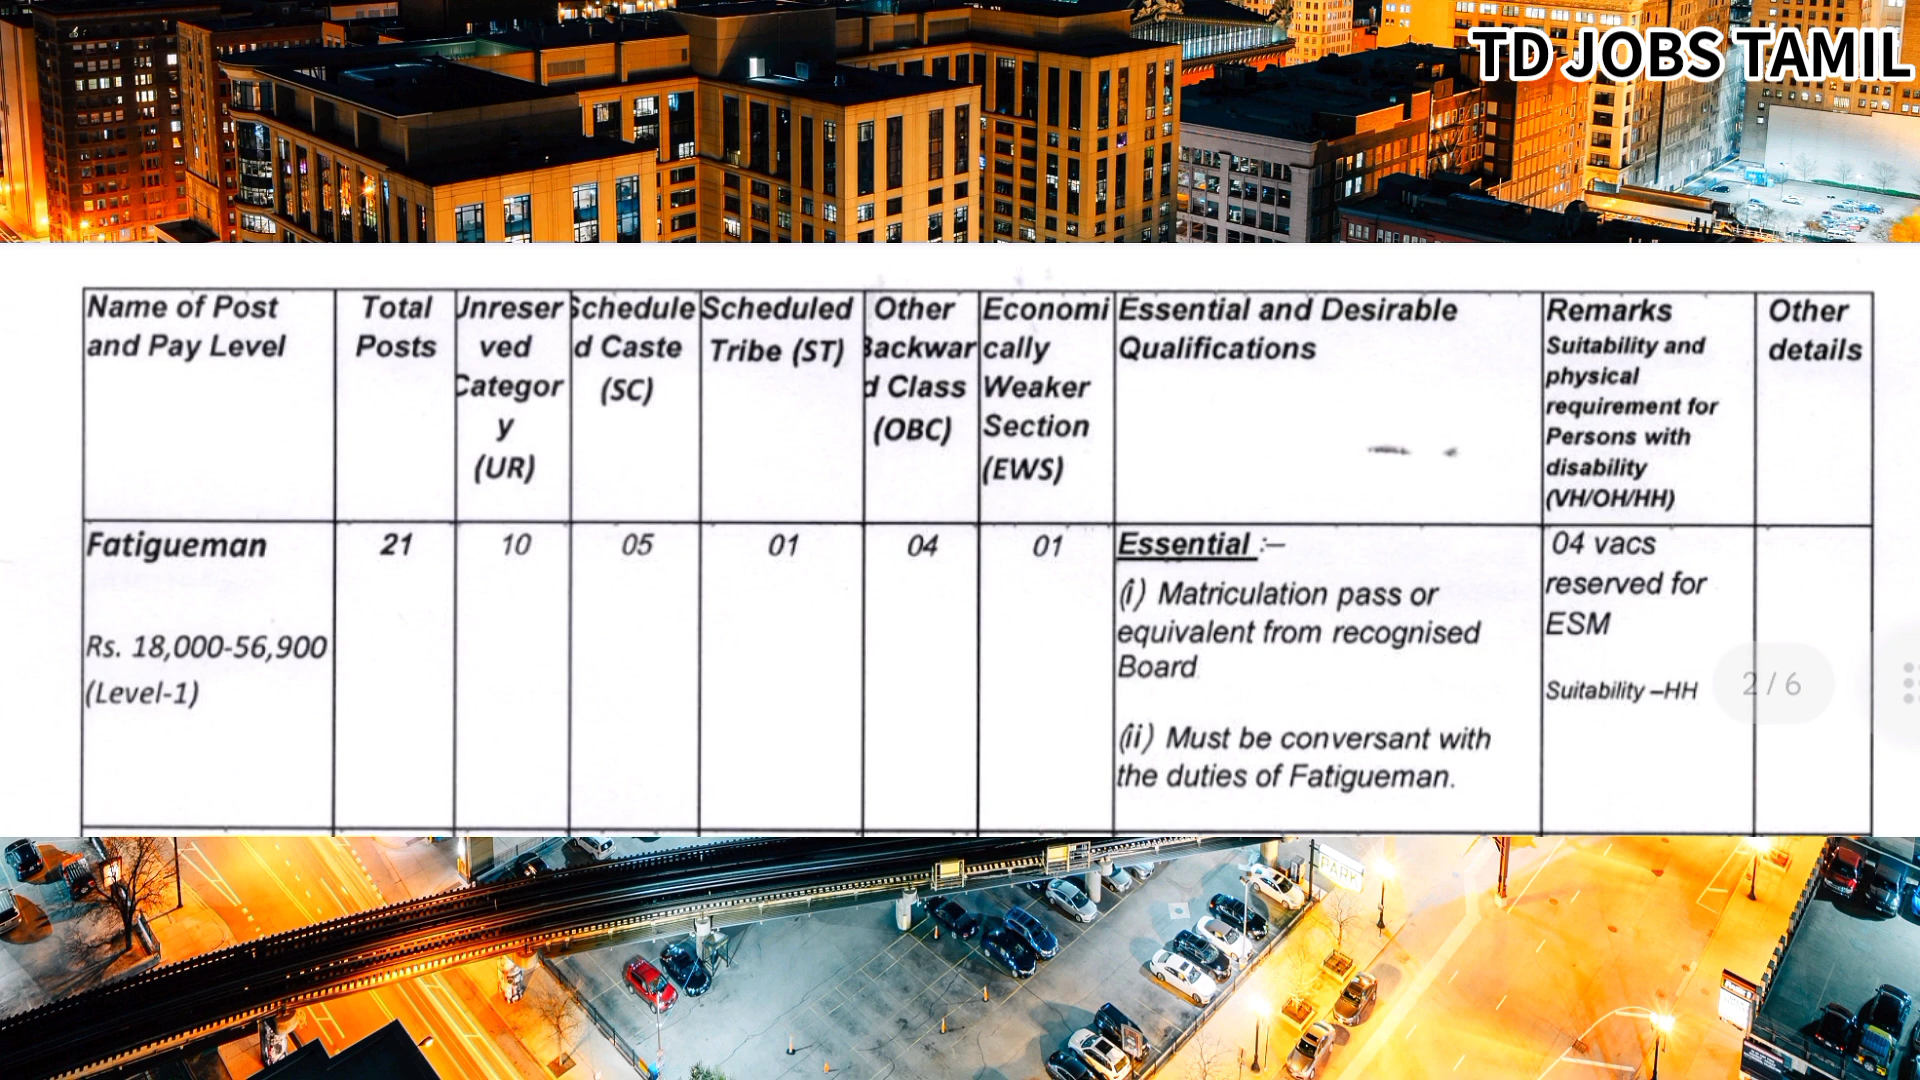 TD JOBS TAMIL
Name of Post
and Pay Level
Total
Posts
Unreser
ved
Categor
y
(UR)
Schedule
d Caste
(SC)
Scheduled
Tribe (ST)
Other
Backwar
d Class
(OBC)
Economi
cally
Weaker
Section
(EWS)
Essential and Desirable
Qualifications
Remarks
Suitability and
physical
requirement for
Persons with
disability
(VH/OH/HH)
Other
details
Fatigueman
Rs. 18,000-56,900
(Level-1)
21
10
05
01
04
01
Essential :–
(i) Matriculation pass or
equivalent from recognised
Board
(ii) Must be conversant with
the duties of Fatigueman.
04 vacs
reserved for
ESM
Suitability –HH
2 / 6
PARK